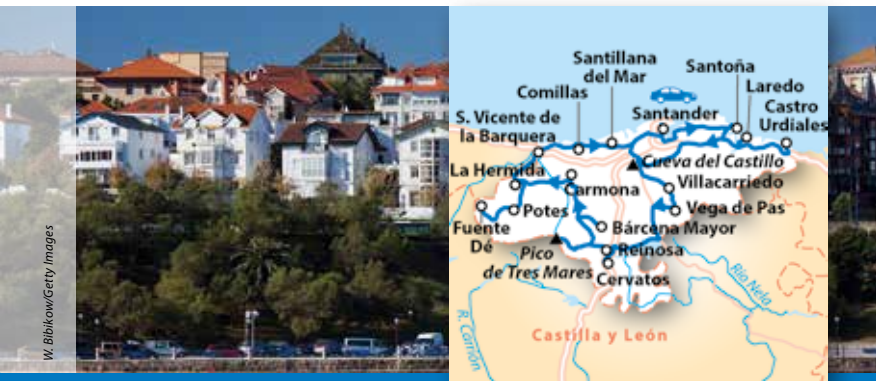 W. Bibikow/Getty Images
Santillana
del Mar
Santoña
Comillas
Laredo
S. Vicente de
la Barquera
Santander
Castro
Urdiales
Cueva del Castillo
La Hermida
Carmona
Villacarriedo
Potes
Vega de Pas
Fuente
Dé
Bárcena Mayor
Pico
de Tres Mares
Reinosa
Cervatos
Río Nela
R. Carrión
Castilla y León